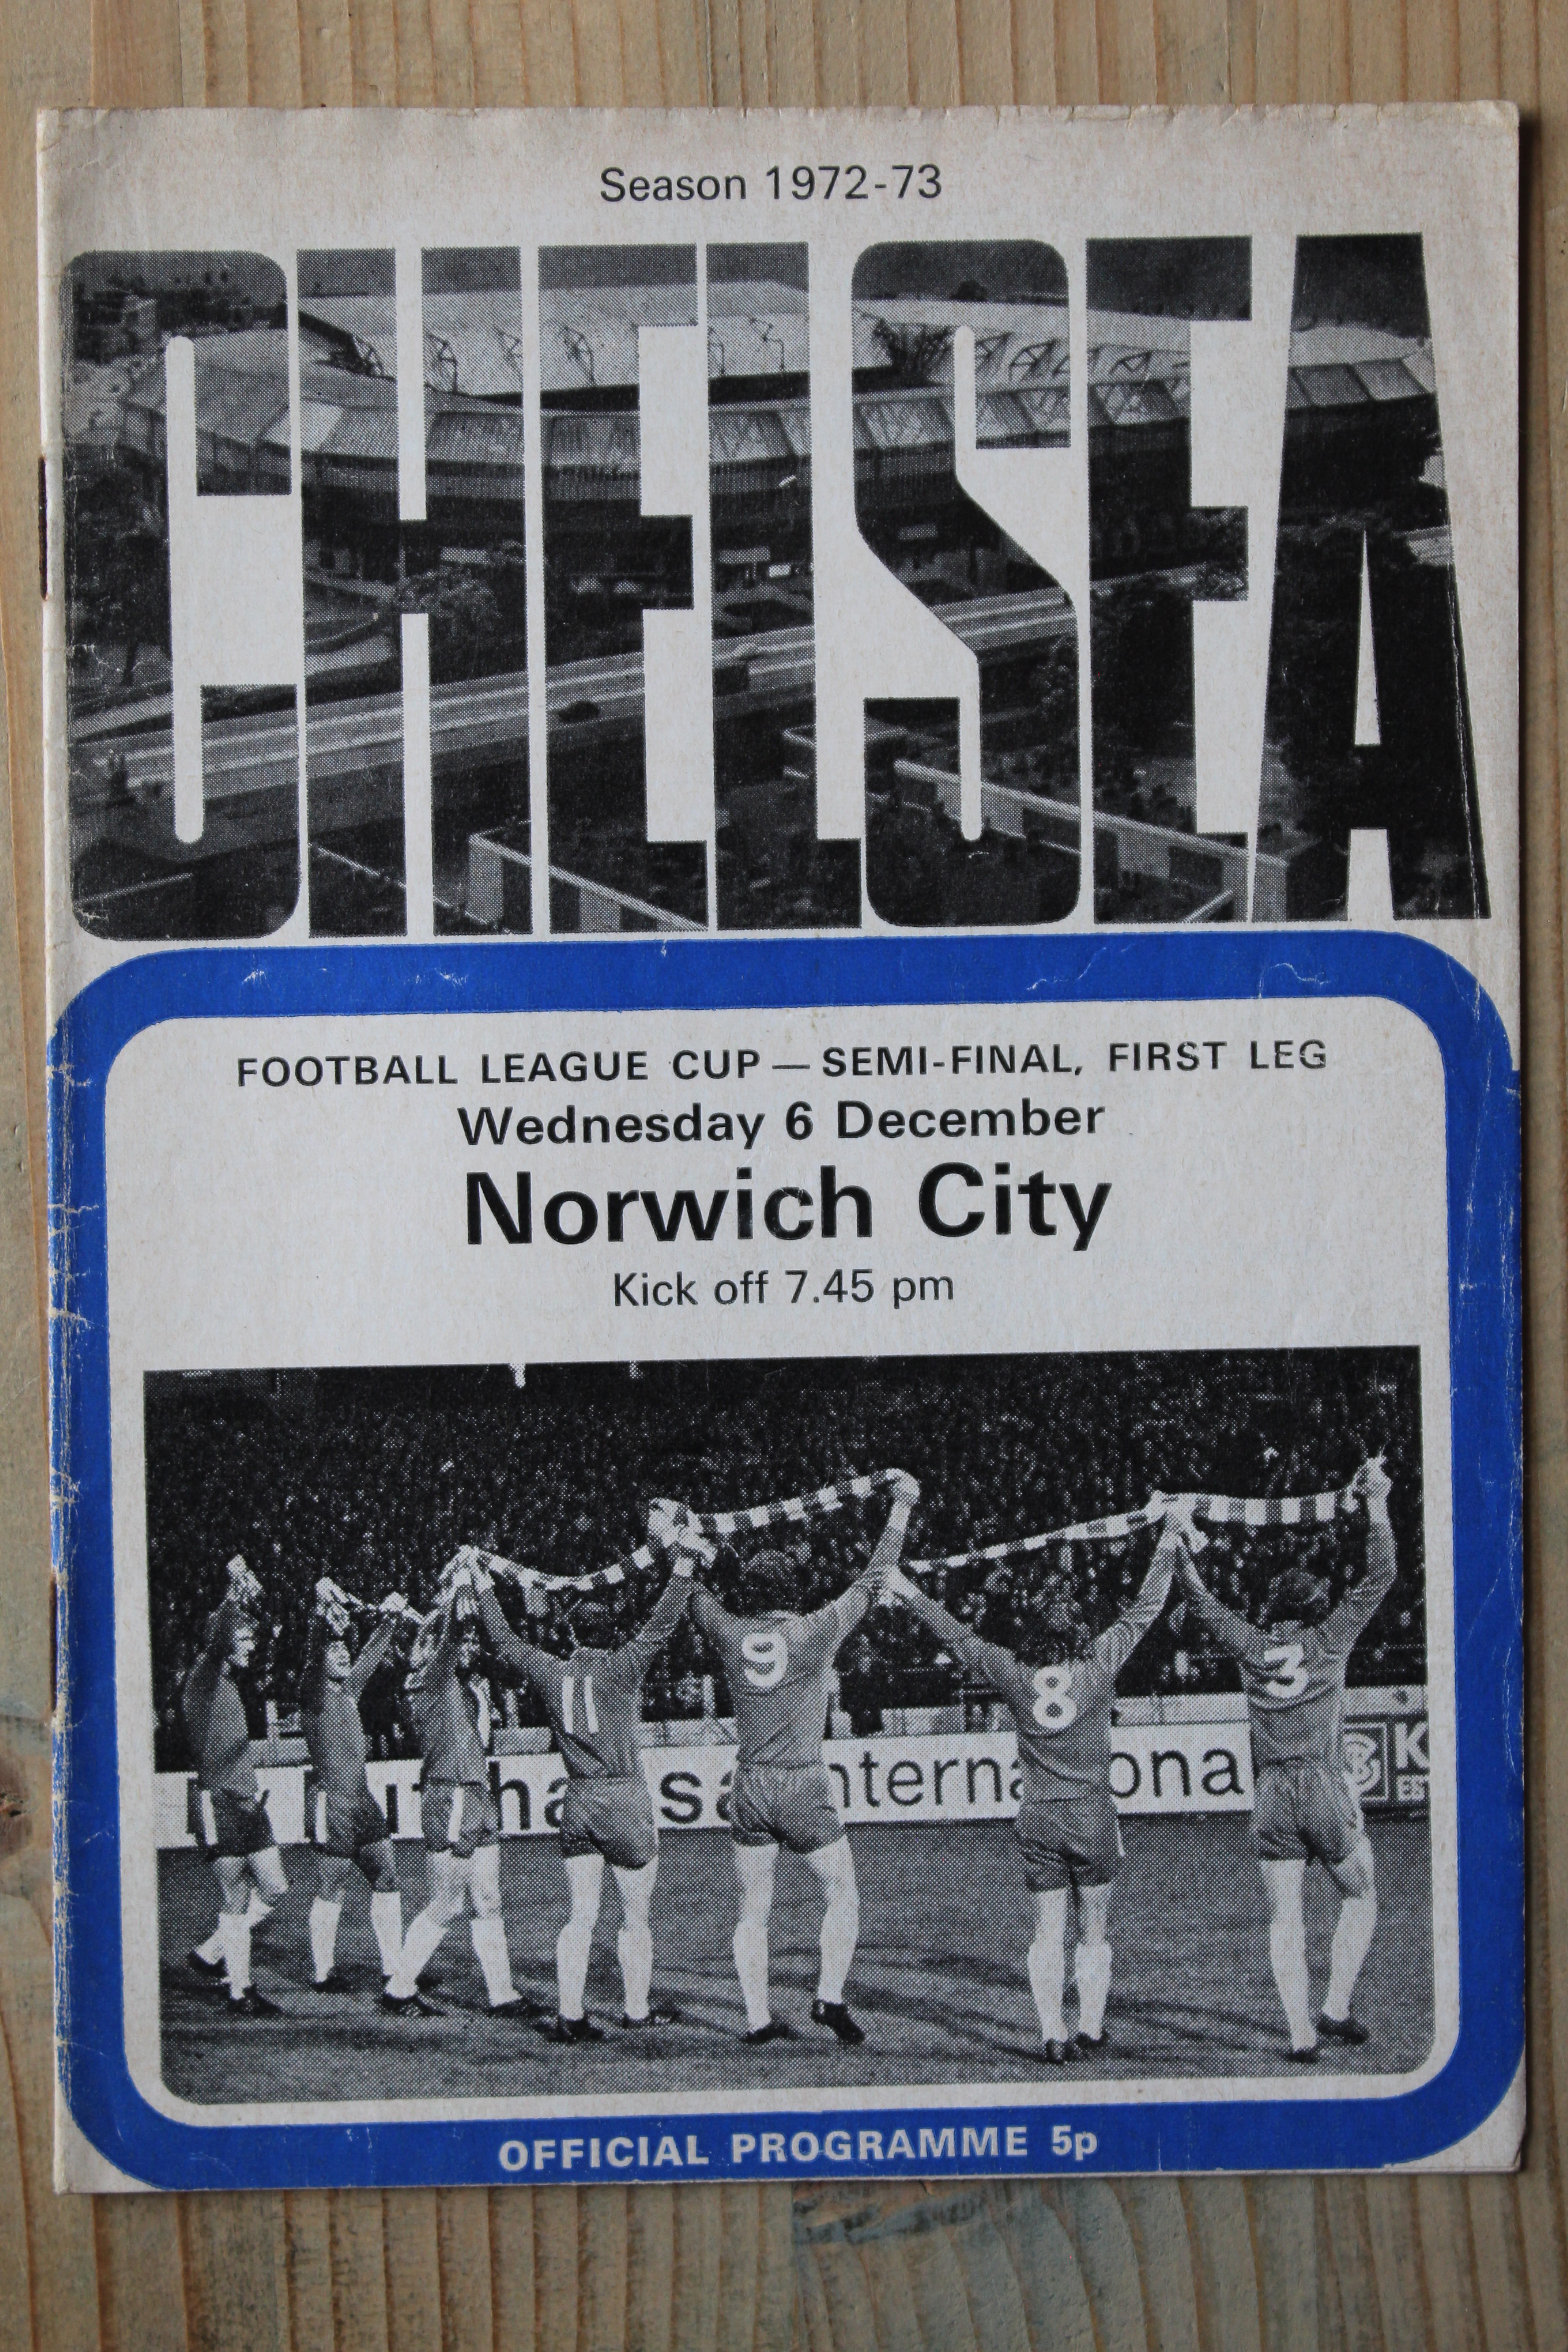 Season 1972-73
CHELSEA
FOOTBALL LEAGUE CUP — SEMI-FINAL, FIRST LEG
Wednesday 6 December
Norwich City
Kick off 7.45 pm
11
9
8
3
OFFICIAL PROGRAMME 5p